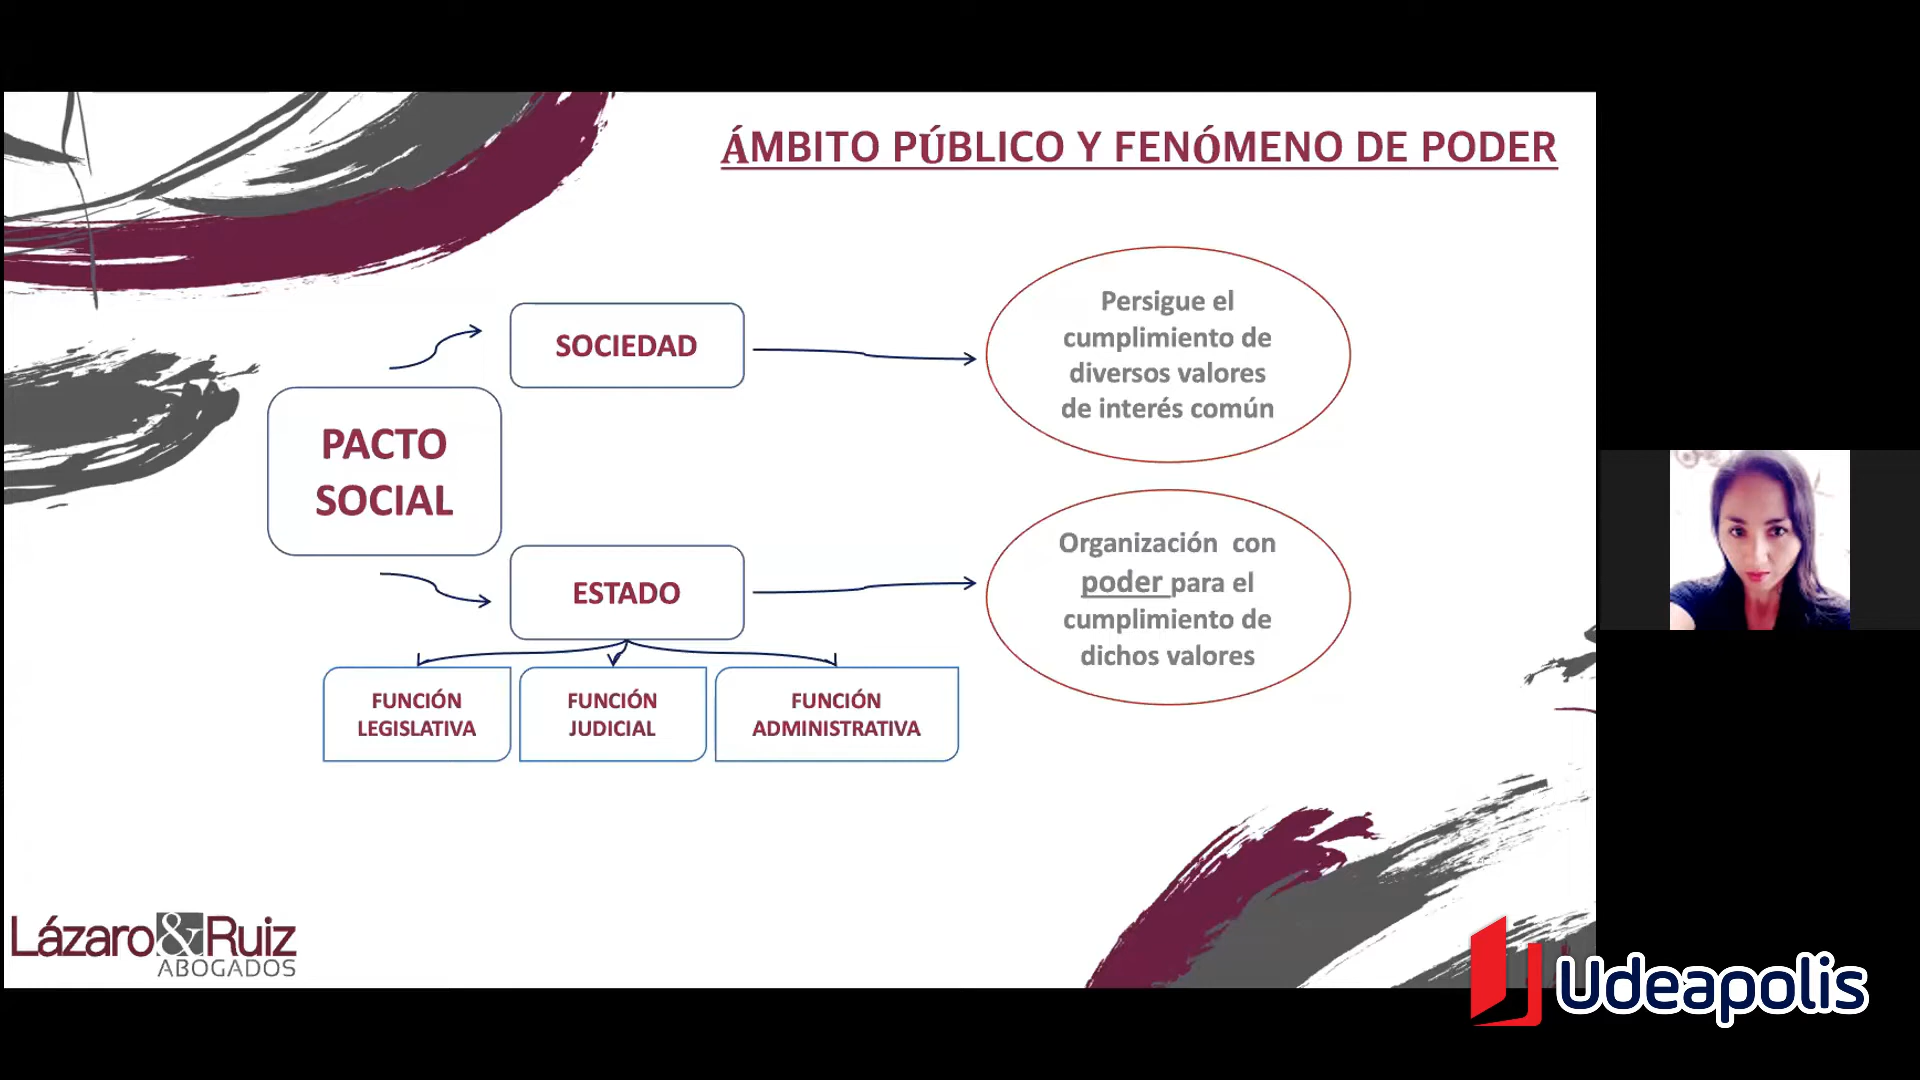 ÁMBITO PÚBLICO Y FENÓMENO DE PODER
SOCIEDAD
Persigue el
cumplimiento de
diversos valores
de interés común
PACTO
SOCIAL
ESTADO
Organización con
poder para el
cumplimiento de
dichos valores
FUNCIÓN
LEGISLATIVA
FUNCIÓN
JUDICIAL
FUNCIÓN
ADMINISTRATIVA
Lázaro&Ruiz
ABOGADOS
Udeapolis